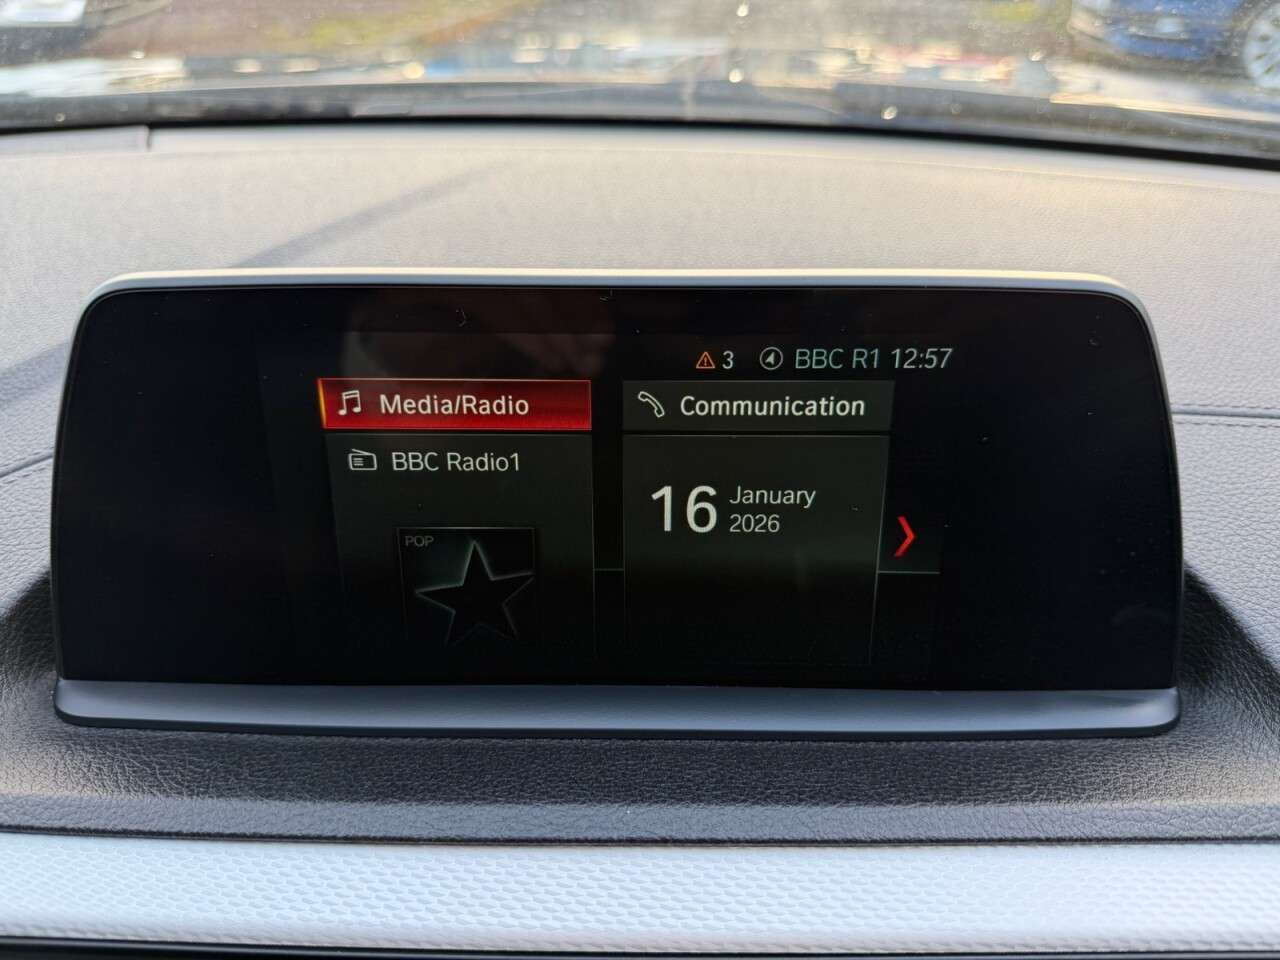 3 BBC R1 12:57
Media/Radio
BBC Radio1
POP
Communication
16 January
2026